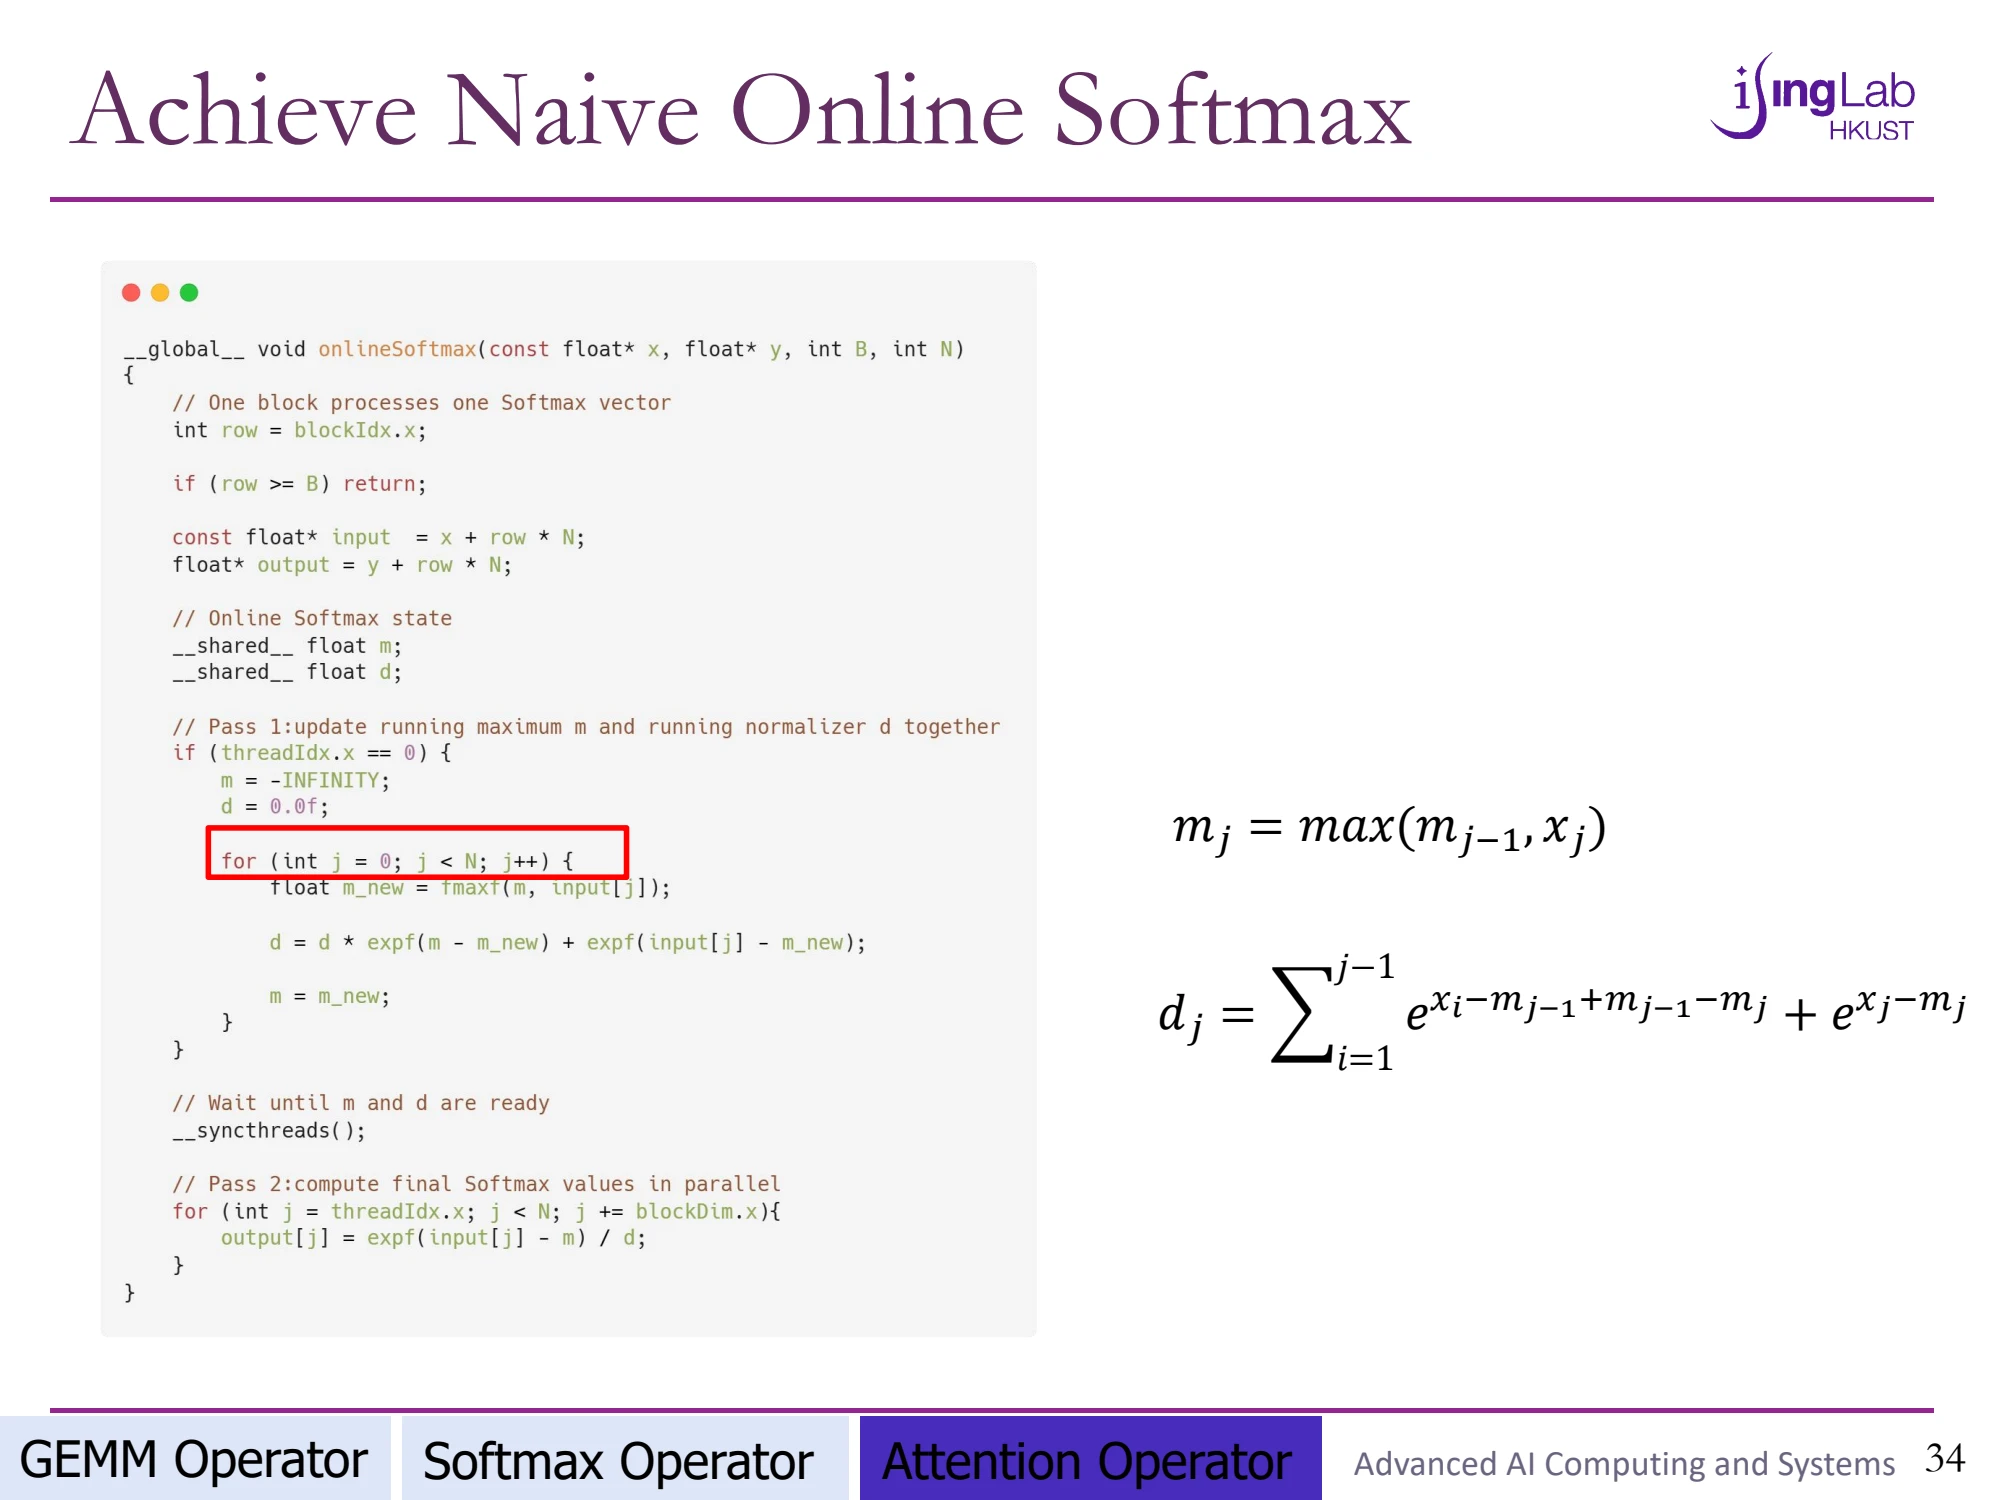 Achieve Naive Online Softmax
isingLab
HKUST
__global__ void onlineSoftmax(const float* x, float* y, int B, int N)
{
    // One block processes one Softmax vector
    int row = blockIdx.x;
    if (row >= B) return;
    const float* input  = x + row * N;
    float* output = y + row * N;
    // Online Softmax state
    __shared__ float m;
    __shared__ float d;
    // Pass 1:update running maximum m and running normalizer d together
    if (threadIdx.x == 0) {
        m = -INFINITY;
        d = 0.0f;
        for (int j = 0; j < N; j++) {
            float m_new = fmaxf(m, input[j]);
            d = d * expf(m - m_new) + expf(input[j] - m_new);
            m = m_new;
        }
    }
    // Wait until m and d are ready
    __syncthreads();
    // Pass 2:compute final Softmax values in parallel
    for (int j = threadIdx.x; j < N; j += blockDim.x){
        output[j] = expf(input[j] - m) / d;
    }
}
m_j = max(m_{j−1}, x_j)
d_j = ∑_{i=1}^{j−1} e^{x_i−m_{j−1}+m_{j−1}−m_j} + e^{x_j−m_j}
GEMM Operator
Softmax Operator
Attention Operator
Advanced AI Computing and Systems
34